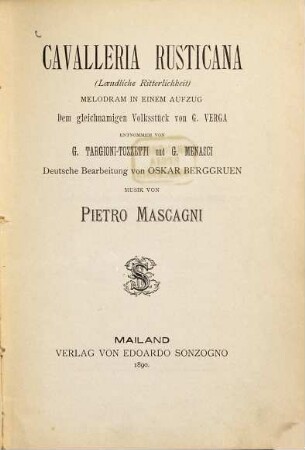 CAVALLERIA RUSTICANA
(Lændliche Ritterlichkeit)
MELODRAM IN EINEM AUFZUG
Dem gleichnamigen Volksstück von G. VERGA
ENTNOMMEN VON
G. TARGIONI-TOZZETTI und G. MENASCI
Deutsche Bearbeitung von OSKAR BERGGRUEN
MUSIK VON
PIETRO MASCAGNI
MAILAND
VERLAG VON EDOARDO SONZOGNO
1890.